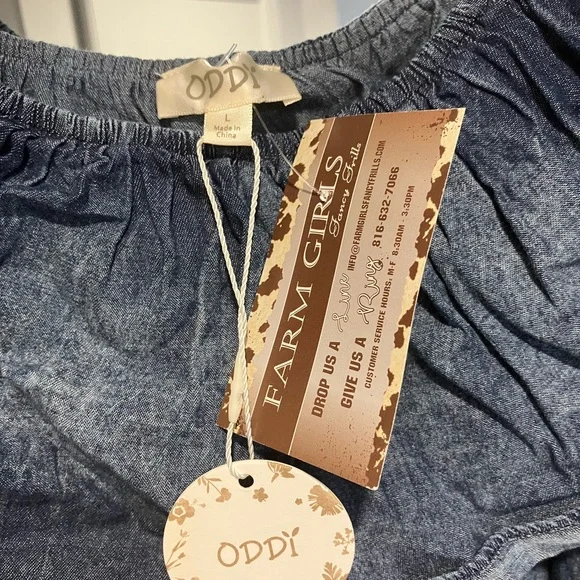 ODDi
L
Made in
China
FARM GIRLS
Fancy Frills
DROP US A Line INFO@FARMGIRLSFANCYFRILLS.COM
GIVE US A Ring 816-632-7066
CUSTOMER SERVICE HOURS, M-F 8.30AM - 3.30PM
ODDi